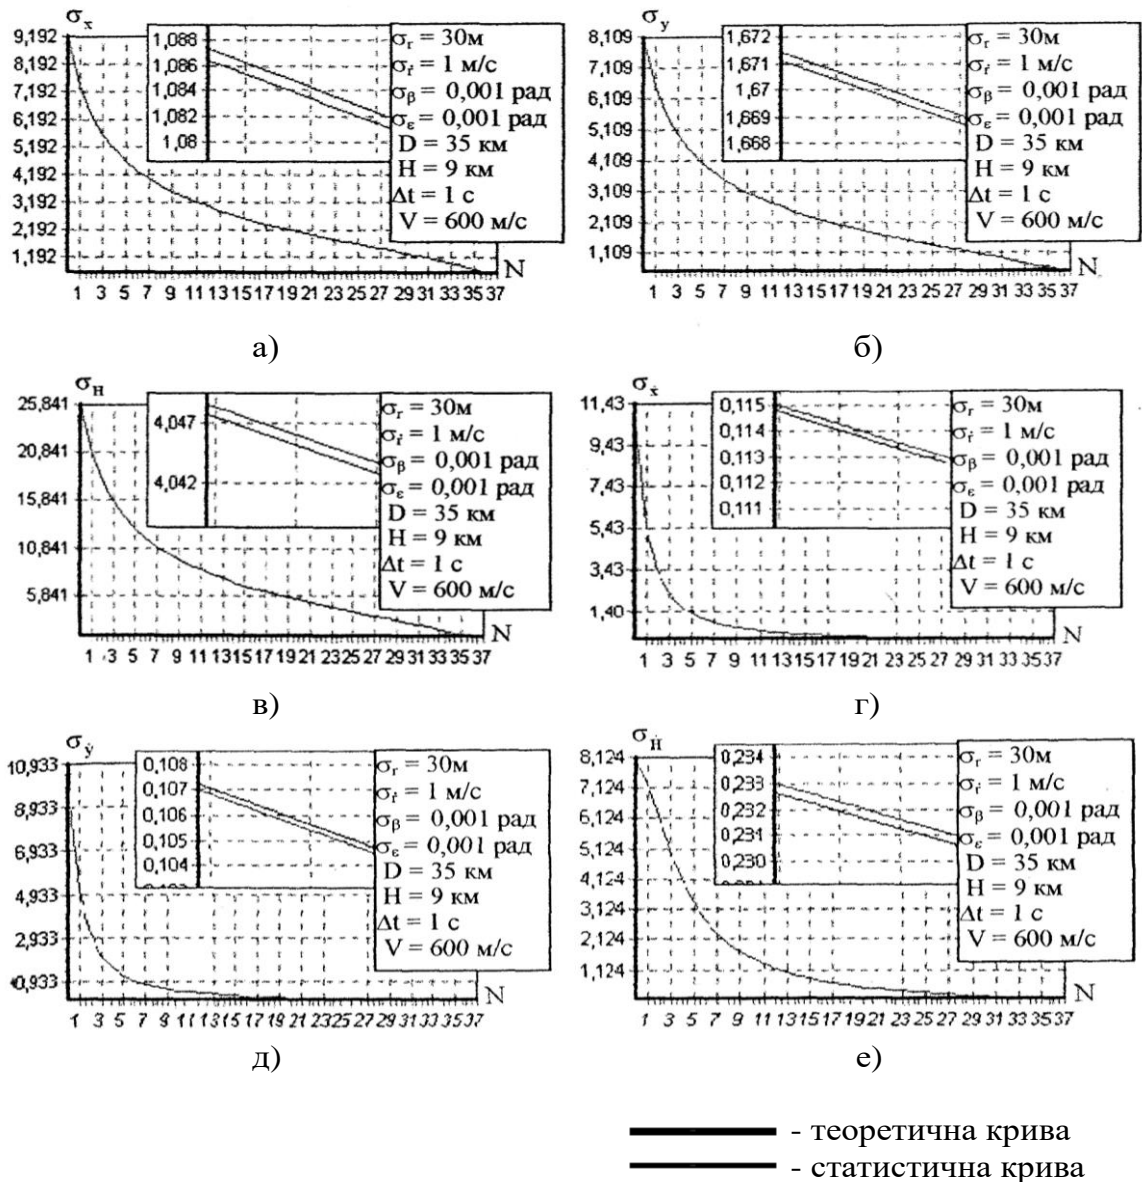 σx
9,192
8,192
7,192
6,192
5,192
4,192
3,192
2,192
1,192
1,088
1,086
1,084
1,082
1,08
σr = 30м
σṙ = 1 м/с
σβ = 0,001 рад
σε = 0,001 рад
D = 35 км
H = 9 км
Δt = 1 с
V = 600 м/с
N
1 3 5 7 9 11 13 15 17 19 21 23 25 27 29 31 33 35 37
а)
σy
8,109
7,109
6,109
5,109
4,109
3,109
2,109
1,109
1,672
1,671
1,67
1,669
1,668
σr = 30м
σṙ = 1 м/с
σβ = 0,001 рад
σε = 0,001 рад
D = 35 км
H = 9 км
Δt = 1 с
V = 600 м/с
N
1 3 5 7 9 11 13 15 17 19 21 23 25 27 29 31 33 35 37
б)
σH
25,841
20,841
15,841
10,841
5,841
4,047
4,042
σr = 30м
σṙ = 1 м/с
σβ = 0,001 рад
σε = 0,001 рад
D = 35 км
H = 9 км
Δt = 1 с
V = 600 м/с
N
1 3 5 7 9 11 13 15 17 19 21 23 25 27 29 31 33 35 37
в)
σẋ
11,43
9,43
7,43
5,43
3,43
1,40
0,115
0,114
0,113
0,112
0,111
σr = 30м
σṙ = 1 м/с
σβ = 0,001 рад
σε = 0,001 рад
D = 35 км
H = 9 км
Δt = 1 с
V = 600 м/с
N
1 3 5 7 9 11 13 15 17 19 21 23 25 27 29 31 33 35 37
г)
σẏ
10,933
8,933
6,933
4,933
2,933
0,933
0,108
0,107
0,106
0,105
0,104
σr = 30м
σṙ = 1 м/с
σβ = 0,001 рад
σε = 0,001 рад
D = 35 км
H = 9 км
Δt = 1 с
V = 600 м/с
N
1 3 5 7 9 11 13 15 17 19 21 23 25 27 29 31 33 35 37
д)
σḢ
8,124
7,124
6,124
5,124
4,124
3,124
2,124
1,124
0,234
0,233
0,232
0,231
0,230
σr = 30м
σṙ = 1 м/с
σβ = 0,001 рад
σε = 0,001 рад
D = 35 км
H = 9 км
Δt = 1 с
V = 600 м/с
N
1 3 5 7 9 11 13 15 17 19 21 23 25 27 29 31 33 35 37
е)
- теоретична крива
- статистична крива